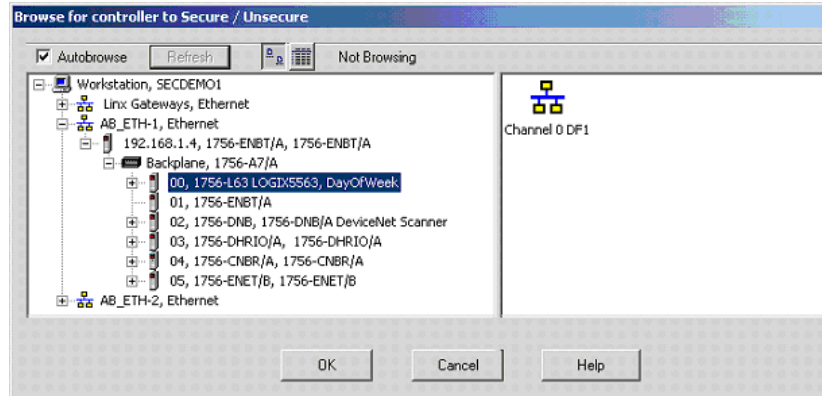 Browse for controller to Secure / Unsecure
Autobrowse Refresh Not Browsing
Workstation, SECDEMO1
Linx Gateways, Ethernet
AB_ETH-1, Ethernet
192.168.1.4, 1756-ENBT/A, 1756-ENBT/A
Backplane, 1756-A7/A
00, 1756-L63 LOGIX5563, DayOfWeek
01, 1756-ENBT/A
02, 1756-DNB, 1756-DNB/A DeviceNet Scanner
03, 1756-DHRIO/A, 1756-DHRIO/A
04, 1756-CNBR/A, 1756-CNBR/A
05, 1756-ENET/B, 1756-ENET/B
AB_ETH-2, Ethernet
Channel 0 DF1
OK Cancel Help